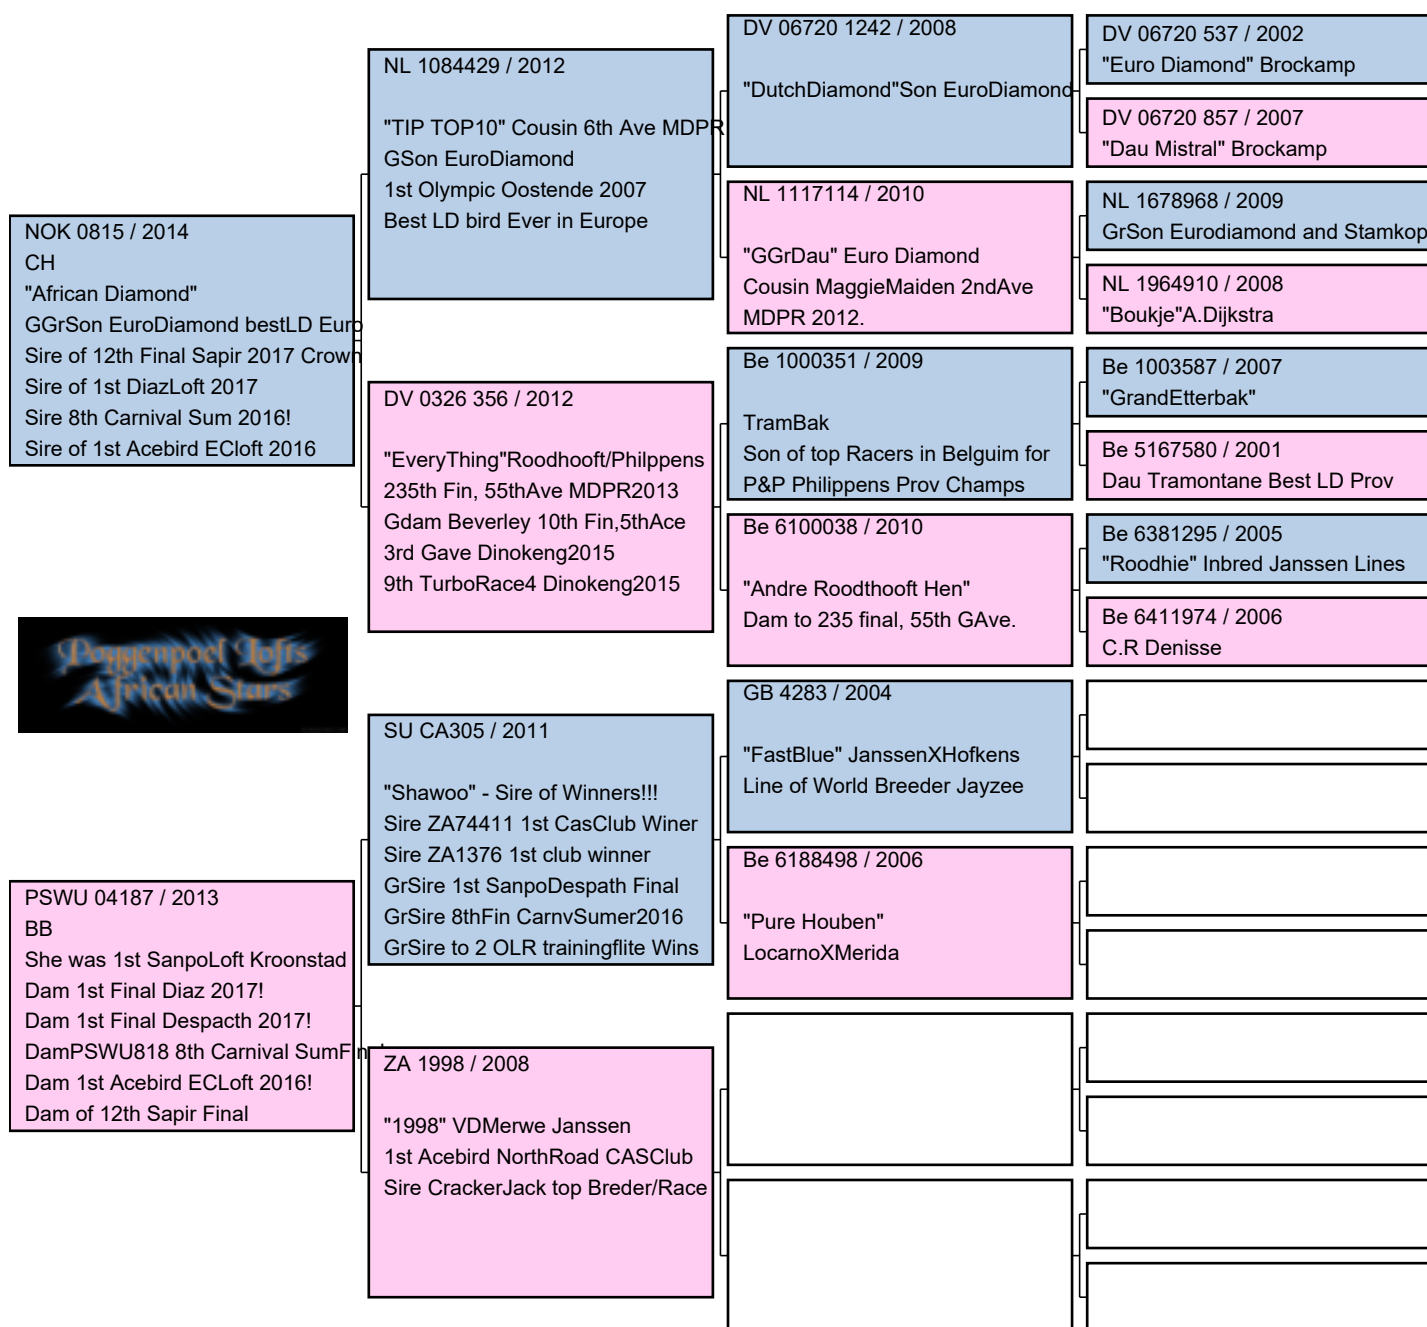 NOK 0815 / 2014
CH
"African Diamond"
GGrSon EuroDiamond bestLD Euro
Sire of 12th Final Sapir 2017 Crown
Sire of 1st DiazLoft 2017
Sire 8th Carnival Sum 2016!
Sire of 1st Acebird ECloft 2016
Poggenpoel Lofts
African Stars
PSWU 04187 / 2013
BB
She was 1st SanpoLoft Kroonstad
Dam 1st Final Diaz 2017!
Dam 1st Final Despacth 2017!
DamPSWU818 8th Carnival SumFinal
Dam 1st Acebird ECLoft 2016!
Dam of 12th Sapir Final
NL 1084429 / 2012
"TIP TOP10" Cousin 6th Ave MDPR
GSon EuroDiamond
1st Olympic Oostende 2007
Best LD bird Ever in Europe
DV 0326 356 / 2012
"EveryThing"Roodhooft/Philppens
235th Fin, 55thAve MDPR2013
Gdam Beverley 10th Fin,5thAce
3rd Gave Dinokeng2015
9th TurboRace4 Dinokeng2015
SU CA305 / 2011
"Shawoo" - Sire of Winners!!!
Sire ZA74411 1st CasClub Winer
Sire ZA1376 1st club winner
GrSire 1st SanpoDespath Final
GrSire 8thFin CarnvSumer2016
GrSire to 2 OLR trainingflite Wins
ZA 1998 / 2008
"1998" VDMerwe Janssen
1st Acebird NorthRoad CASClub
Sire CrackerJack top Breder/Race
DV 06720 1242 / 2008
"DutchDiamond"Son EuroDiamond
NL 1117114 / 2010
"GGrDau" Euro Diamond
Cousin MaggieMaiden 2ndAve
MDPR 2012.
Be 1000351 / 2009
TramBak
Son of top Racers in Belguim for
P&P Philippens Prov Champs
Be 6100038 / 2010
"Andre Roodthooft Hen"
Dam to 235 final, 55th GAve.
GB 4283 / 2004
"FastBlue" JanssenXHofkens
Line of World Breeder Jayzee
Be 6188498 / 2006
"Pure Houben"
LocarnoXMerida
DV 06720 537 / 2002
"Euro Diamond" Brockamp
DV 06720 857 / 2007
"Dau Mistral" Brockamp
NL 1678968 / 2009
GrSon Eurodiamond and Stamkop
NL 1964910 / 2008
"Boukje"A.Dijkstra
Be 1003587 / 2007
"GrandEtterbak"
Be 5167580 / 2001
Dau Tramontane Best LD Prov
Be 6381295 / 2005
"Roodhie" Inbred Janssen Lines
Be 6411974 / 2006
C.R Denisse